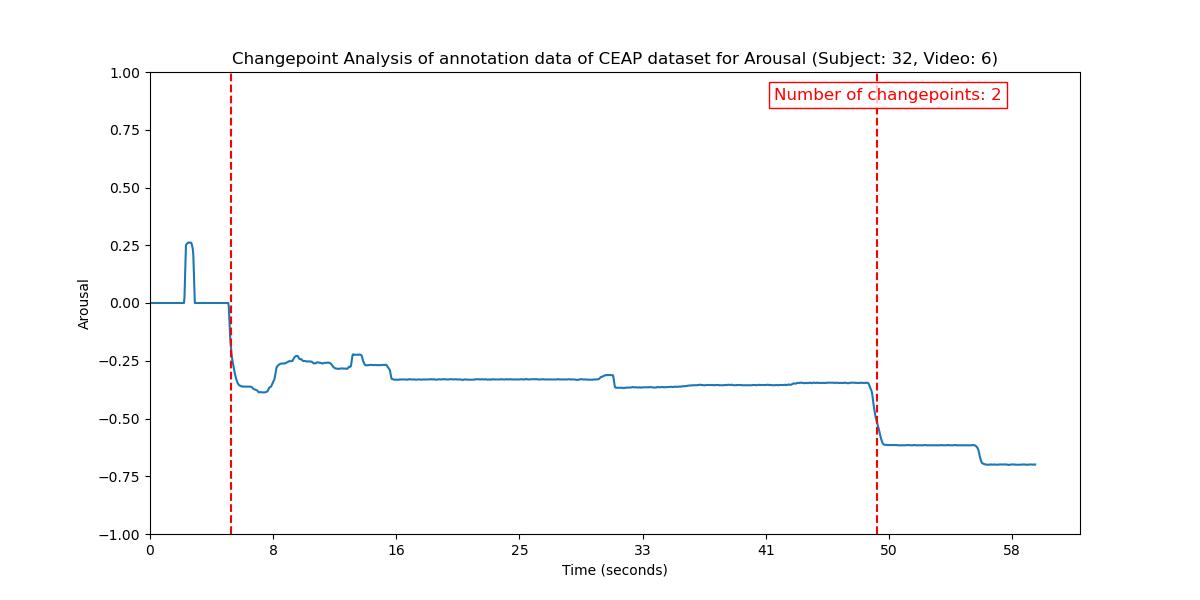 Changepoint Analysis of annotation data of CEAP dataset for Arousal (Subject: 32, Video: 6)
Number of changepoints: 2
1.00
0.75
0.50
0.25
0.00
−0.25
−0.50
−0.75
−1.00
Arousal
0 8 16 25 33 41 50 58
Time (seconds)